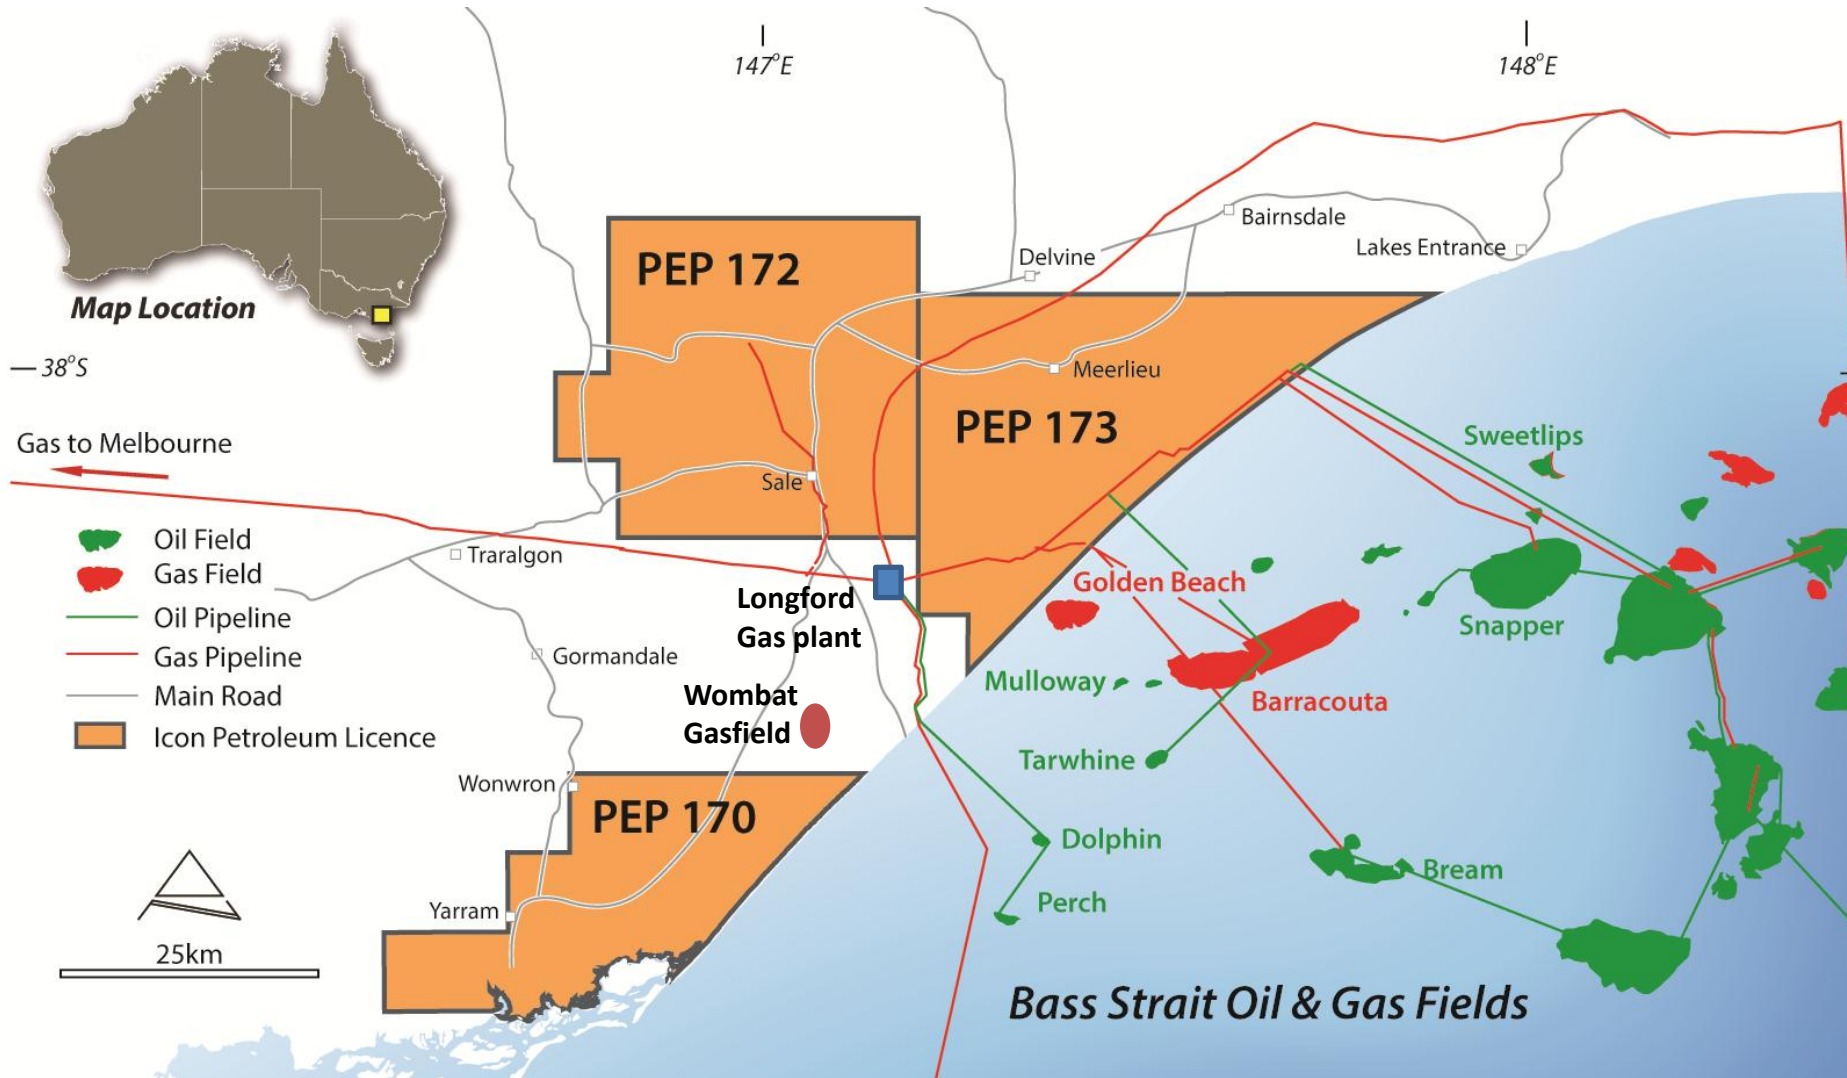 147°E
148°E
Map Location
— 38°S
PEP 172
Delvine
Bairnsdale
Lakes Entrance
Meerlieu
PEP 173
Gas to Melbourne
Sale
Sweetlips
Oil Field
Gas Field
Oil Pipeline
Gas Pipeline
Main Road
Icon Petroleum Licence
Traralgon
Longford
Gas plant
Golden Beach
Snapper
Gormandale
Mulloway
Wombat
Gasfield
Barracouta
Tarwhine
Wonwron
PEP 170
Dolphin
Bream
Perch
Yarram
25km
Bass Strait Oil & Gas Fields